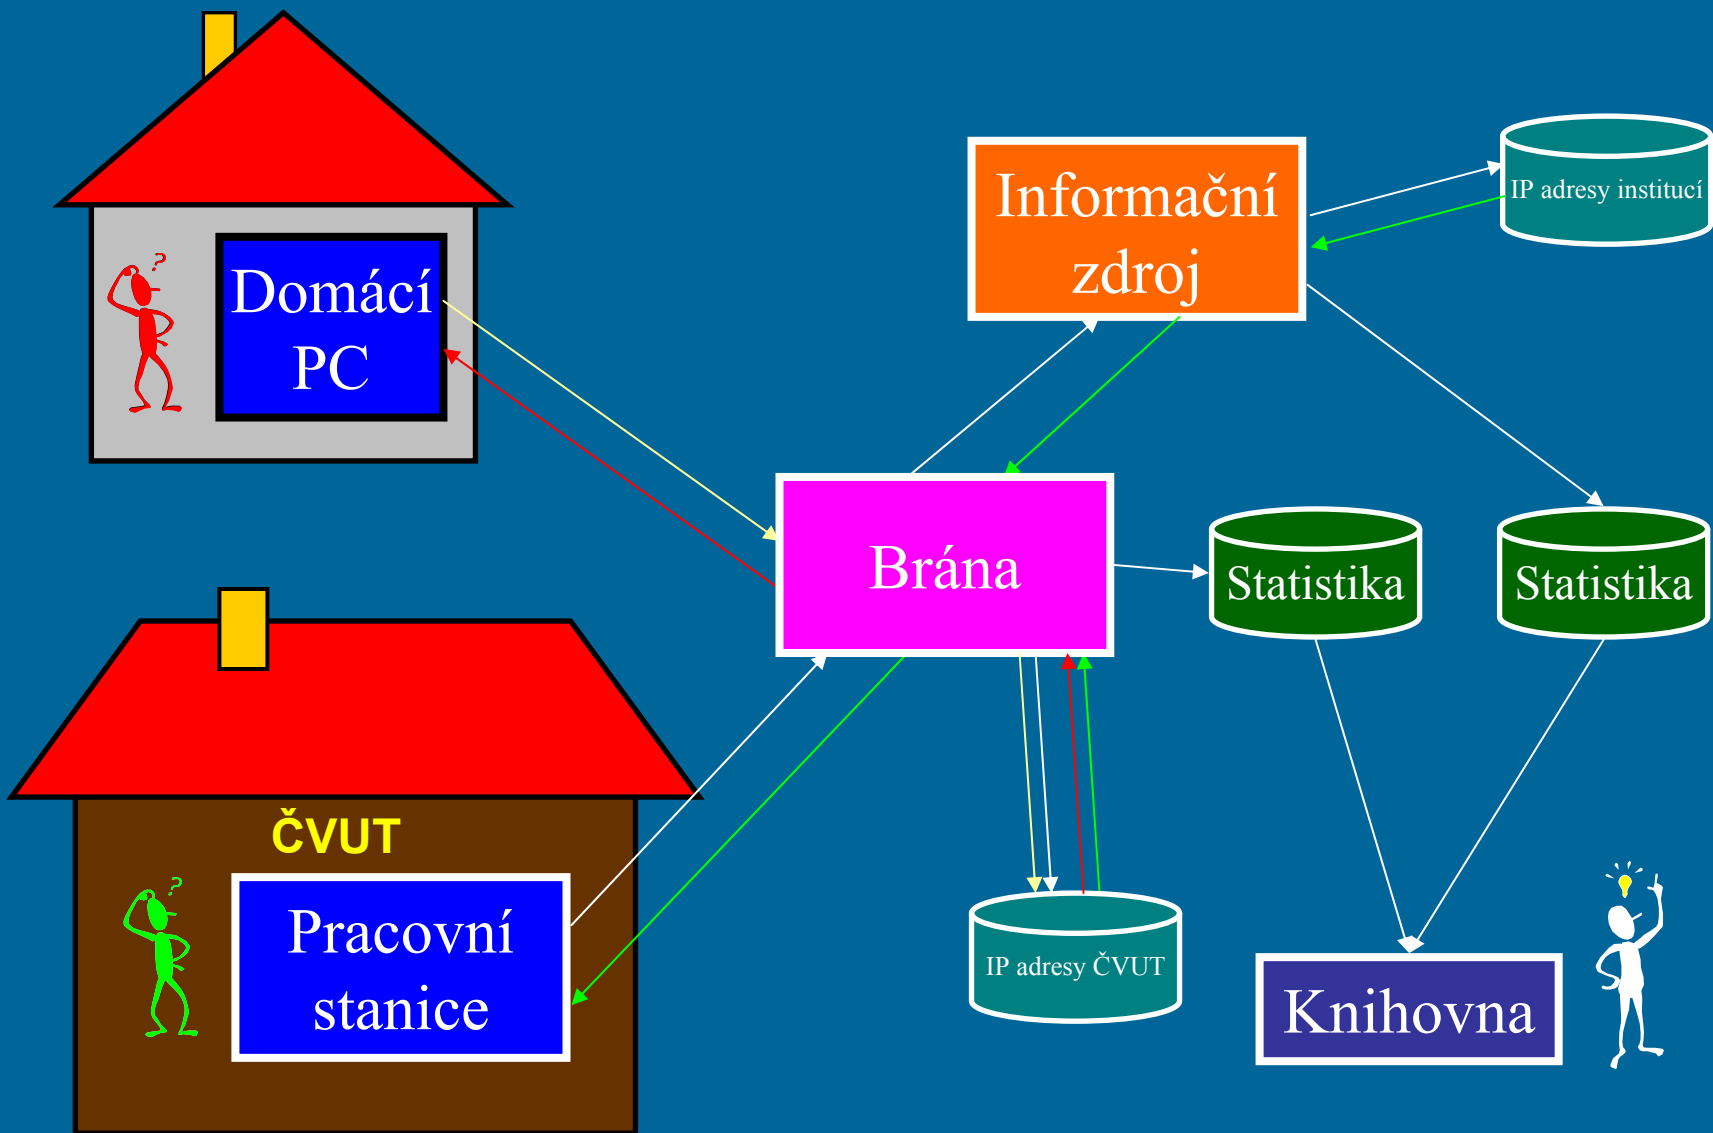 Domácí
PC
Informační
zdroj
IP adresy institucí
Brána
Statistika
Statistika
ČVUT
Pracovní
stanice
IP adresy ČVUT
Knihovna
?
?